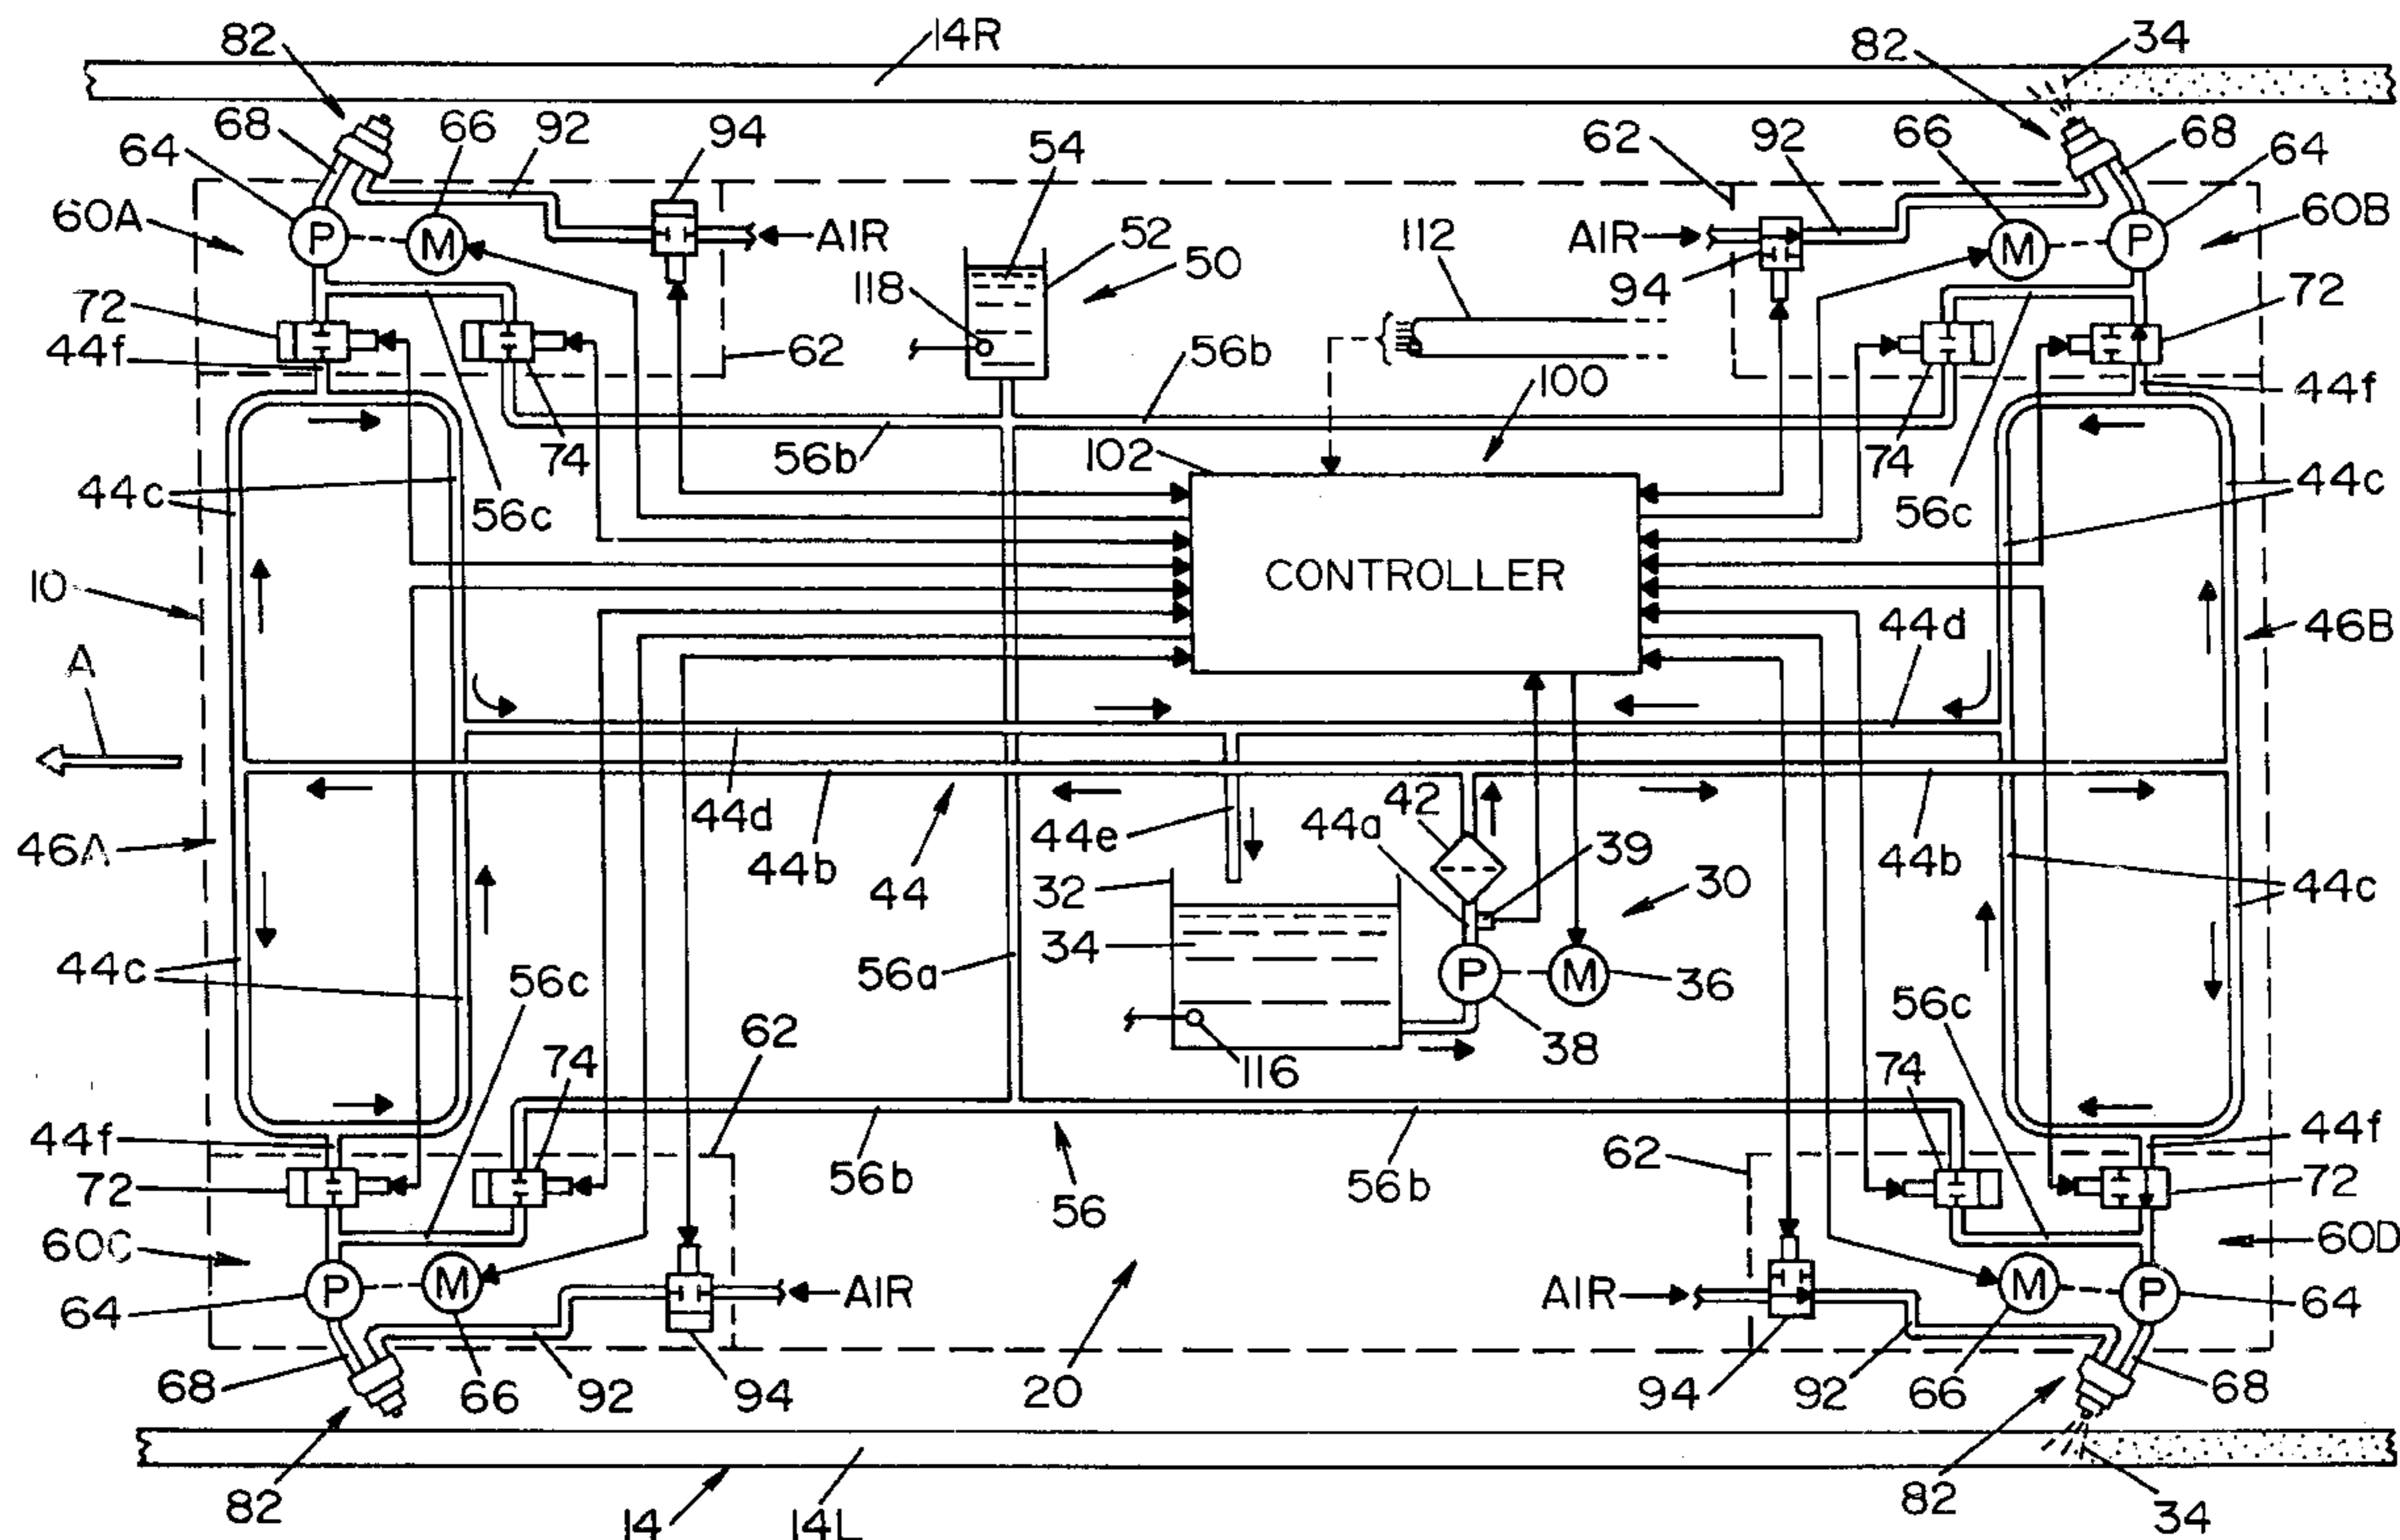 82 14R 82 34
68 66 92 94 54 62 92 66 68
64 64
60A P M AIR 52 50 AIR M P 60B
112
118 94
72 72
44f 62 56b 100 44f
74 56b 102 74
44c 56c 56c 44c
CONTROLLER
10 44d 46B
A
44d 42
46A 44b 44e 44a 39 44b
44 32 30 44c
34
44c 56c 56a P M 36 56c
38
74 62 116 74
44f 44f
72 56b 56 56b 62 72
60C 60D
P M AIR AIR M P
64 64
68 66 92 94 20 94 92 66 68
82 14 14L 82 34